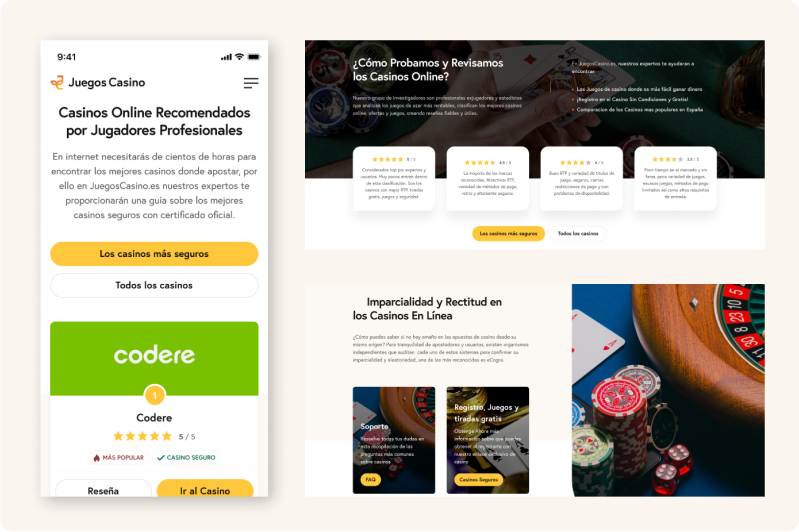 9:41
Juegos Casino
Casinos Online Recomendados
por Jugadores Profesionales
En internet necesitarás de cientos de horas para
encontrar los mejores casinos donde apostar, por
ello en JuegosCasino.es nuestros expertos te
proporcionarán una guía sobre los mejores
casinos seguros con certificado oficial.
Los casinos más seguros
Todos los casinos
codere
1
Codere
5 / 5
MÁS POPULAR
CASINO SEGURO
Reseña
Ir al Casino
¿Cómo Probamos y Revisamos
los Casinos Online?
Nuestro grupo de investigadores son profesionales exjugadores y estadistas
que analizan los juegos de azar más rentables, clasifican los mejores casinos
online, ofertas y juegos, creando reseñas fiables y útiles.
En JuegosCasino.es, nuestros expertos te ayudaran a
encontrar
Los Juegos de casino donde es más fácil ganar dinero
¡Registro en el Casino Sin Condiciones y Gratis!
Comparacion de los Casinos mas populares en España
5 / 5
Considerados top por expertos y
usuarios. Muy pocos entran dentro
de esta clasificación. Son los
casinos con mejor RTP, tiradas
gratis, juegos y seguridad.
4.5 / 5
La mayoría de las marcas
reconocidas. Atractivos RTP,
variedad de métodos de pago,
retiro y altamente seguros.
4 / 5
Buen RTP y variedad de títulos de
juego, seguros, ciertas
restricciones de pago y con
problemas de disponibilidad.
3.5 / 5
Poco tiempo en el mercado y sin
fama, poca variedad de juegos,
escasos juegos, métodos de pago
limitados así como altos requisitos
de entrada.
Los casinos más seguros
Todos los casinos
Imparcialidad y Rectitud en
los Casinos En Línea
¿Cómo puedes saber si no hay amaño en las apuestas de casino desde su
mismo origen? Para tranquilidad de apostadores y usuarios, existen organismos
independientes que auditan cada uno de estos sistemas para confirmar su
imparcialidad y aleatoriedad, uno de los más reconocidos es eCogra.
Soporte
Resuelve todas tus dudas en
esta recopilación de las
preguntas más comunes
sobre casinos
FAQ
Registro, Juegos y
tiradas gratis
Obtenga Ahora más
información sobre que puedes
obtener al registrarte con
nuestro enlace exclusivo de
casino
Casinos Seguros